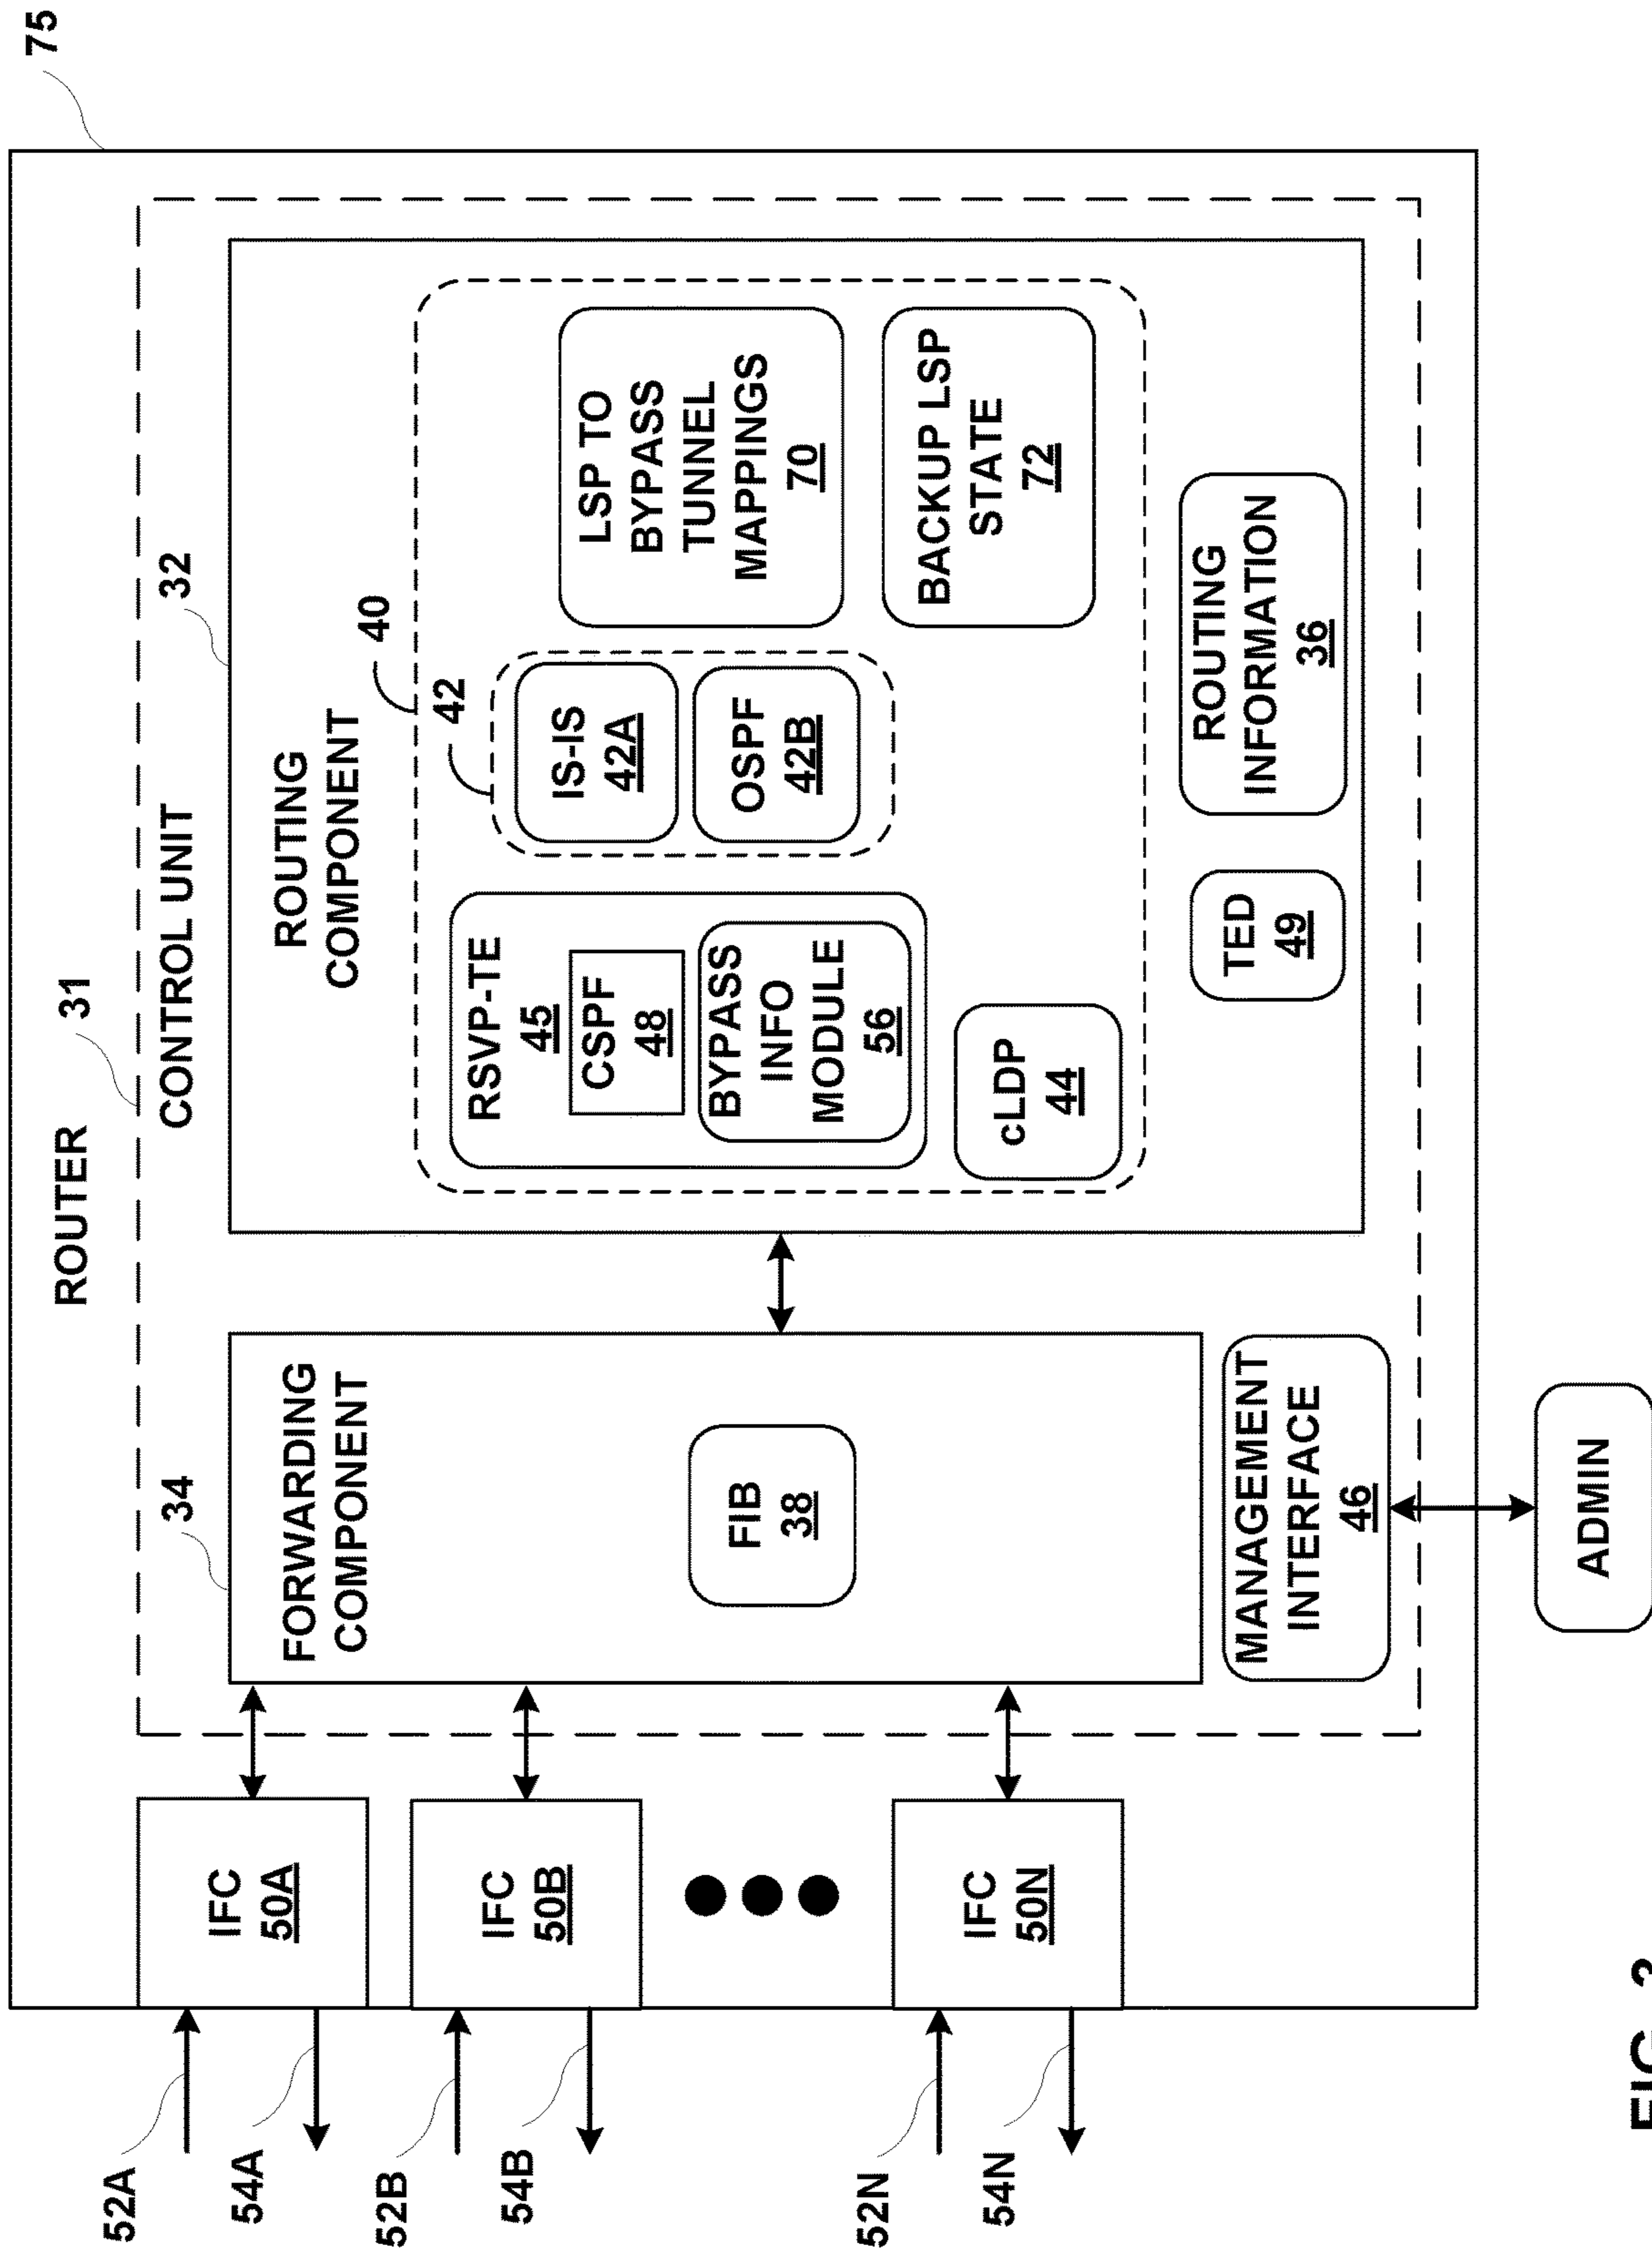 75
ROUTER
31
CONTROL UNIT
34
32
FORWARDING
COMPONENT
FIB
38
MANAGEMENT
INTERFACE
46
ADMIN
ROUTING
COMPONENT
40
RSVP-TE
45
CSPF
48
BYPASS
INFO
MODULE
56
cLDP
44
42
IS-IS
42A
OSPF
42B
LSP TO
BYPASS
TUNNEL
MAPPINGS
70
BACKUP LSP
STATE
72
TED
49
ROUTING
INFORMATION
36
IFC
50A
IFC
50B
IFC
50N
52A
54A
52B
54B
52N
54N
FIG. 3